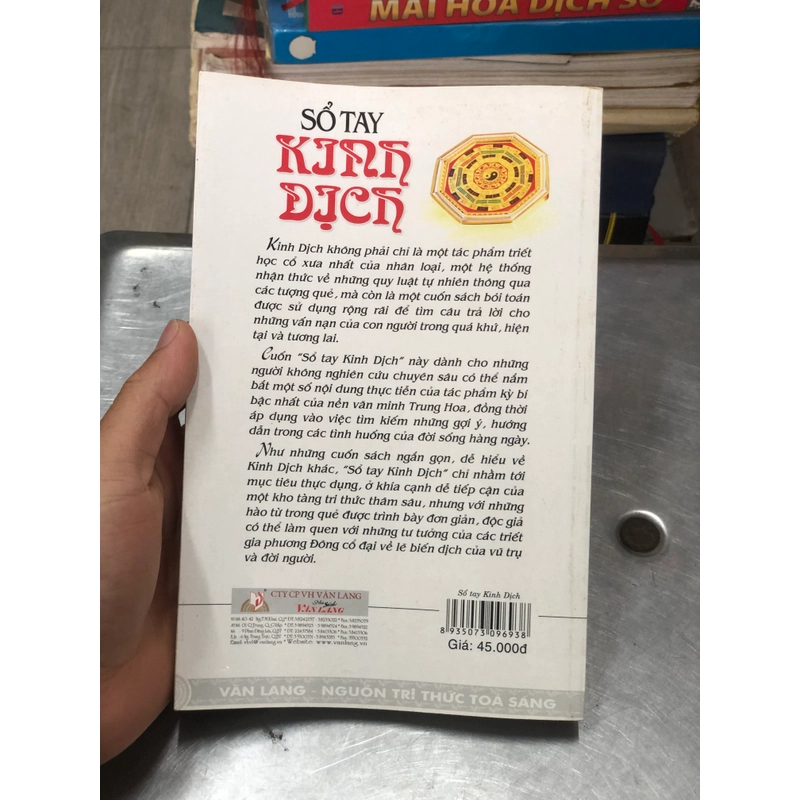 MAI HOA DỊCH SỐ
SỔ TAY
KINH
DỊCH
Kinh Dịch không phải chỉ là một tác phẩm triết
học cổ xưa nhất của nhân loại, một hệ thống
nhận thức về những quy luật tự nhiên thông qua
các tượng quẻ, mà còn là một cuốn sách bói toán
được sử dụng rộng rãi để tìm câu trả lời cho
những vấn nạn của con người trong quá khứ, hiện
tại và tương lai.
Cuốn "Sổ tay Kinh Dịch" này dành cho những
người không nghiên cứu chuyên sâu có thể nắm
bắt một số nội dung thực tiễn của tác phẩm kỳ bí
bậc nhất của nền văn minh Trung Hoa, đồng thời
áp dụng vào việc tìm kiếm những gợi ý, hướng
dẫn trong các tình huống của đời sống hàng ngày.
Như những cuốn sách ngắn gọn, dễ hiểu về
Kinh Dịch khác, "Sổ tay Kinh Dịch" chỉ nhằm tới
mục tiêu thực dụng, ở khía cạnh dễ tiếp cận của
một kho tàng tri thức thâm sâu, nhưng với những
hào từ trong quẻ được trình bày đơn giản, độc giả
có thể làm quen với những tư tưởng của các triết
gia phương Đông cổ đại về lẽ biến dịch của vũ trụ
và đời người.
CTY CP VH VĂN LANG
Nhà sách
VĂN LANG
Sổ tay Kinh Dịch
8935073096938
Giá: 45.000đ
VĂN LANG - NGUỒN TRI THỨC TOẢ SÁNG